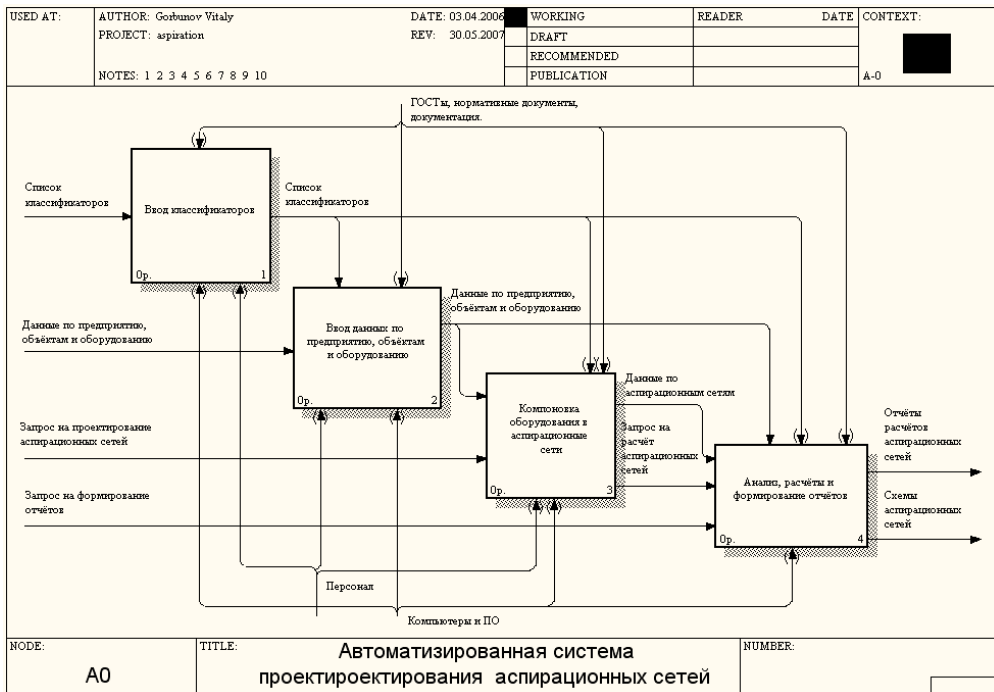 USED AT:
AUTHOR: Gorbunov Vitaly
DATE: 03.04.2006
WORKING
READER
DATE
CONTEXT:
PROJECT: aspiration
REV: 30.05.2007
DRAFT
RECOMMENDED
NOTES: 1 2 3 4 5 6 7 8 9 10
PUBLICATION
A-0
ГОСТы, нормативные документы,
документация.
Список
классификаторов
Ввод классификаторов
0р.
1
Список
классификаторов
Данные по предприятию,
объёктам и оборудованию
Ввод данных по
предприятию, объёктам
и оборудованию
0р.
2
Данные по предприятию,
объёктам и оборудованию
Запрос на проектирование
аспирационных сетей
Компоновка
оборудования в
аспирационные
сети
0р.
3
Данные по
аспирационным сетям
Запрос на
расчёт
аспирационных
сетей
Запрос на формирование
отчётов
Анализ, расчёты и
формирование отчётов
0р.
4
Отчёты
расчётов
аспирационных
сетей
Схемы
аспирационных
сетей
Персонал
Компьютеры и ПО
NODE:
A0
TITLE:
Автоматизированная система
проектироектирования аспирационных сетей
NUMBER: